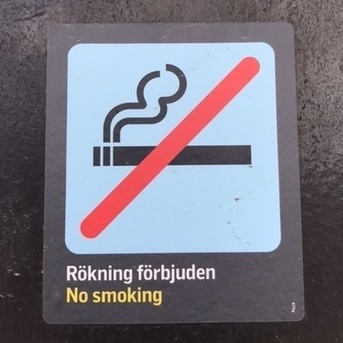 Rökning förbjuden
No smoking